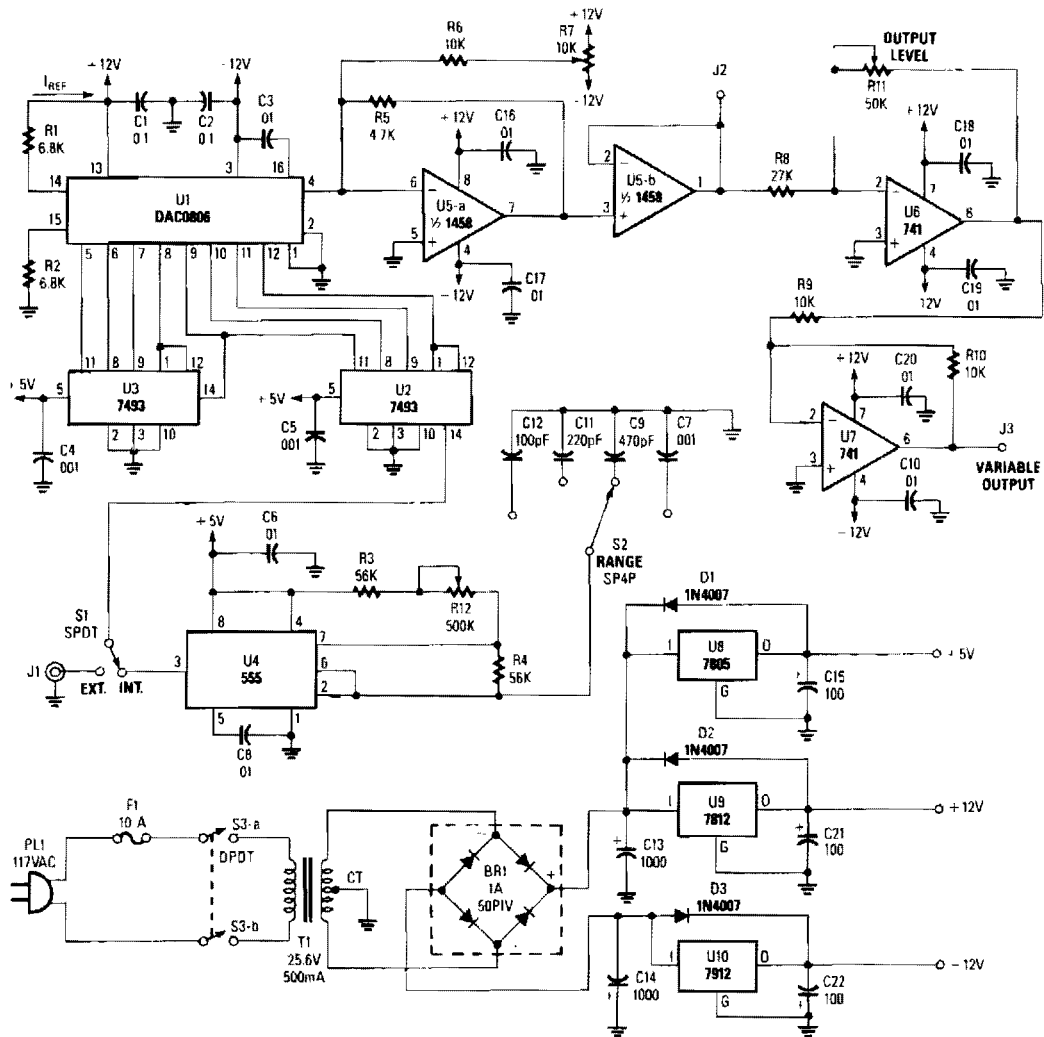 +12V
IREF
-12V
C3
01
C1
0 1
C2
0.1
R1
6.8K
13
3
16
14
U1
DAC0806
4
15
2
R2
6.8K
5
6
7
8
9
10
11
12
1
R6
10K
+12V
R7
10K
-12V
R5
4.7K
+12V
C16
01
6
8
U5-a
½ 1458
7
5
4
-12V
C17
01
J2
2
U5-b
½ 1458
1
3
R8
27K
OUTPUT
LEVEL
R11
50K
+12V
C18
01
2
7
U6
741
6
3
4
12V
C19
01
R9
10K
R10
10K
+12V
C20
01
2
7
U7
741
6
3
4
-12V
C10
01
J3
VARIABLE
OUTPUT
+5V
11
8
9
1
12
5
U3
7493
14
2
3
10
C4
001
+5V
11
8
9
1
12
5
U2
7493
2
3
10
14
C5
001
C12
100pF
C11
220pF
C9
470pF
C7
001
S2
RANGE
SP4P
+5V
C6
01
R3
56K
R12
500K
8
4
7
S1
SPDT
3
U4
555
6
2
R4
56K
J1
EXT.
INT.
5
1
C8
01
D1
1N4007
I
U8
7805
O
+5V
G
C15
100
D2
1N4007
I
U9
7812
O
+12V
G
C13
1000
C21
100
D3
1N4007
I
U10
7912
O
-12V
G
C14
1000
C22
100
PL1
117VAC
F1
10 A
S3-a
DPDT
S3-b
CT
T1
25.6V
500mA
BR1
1A
50PIV
+